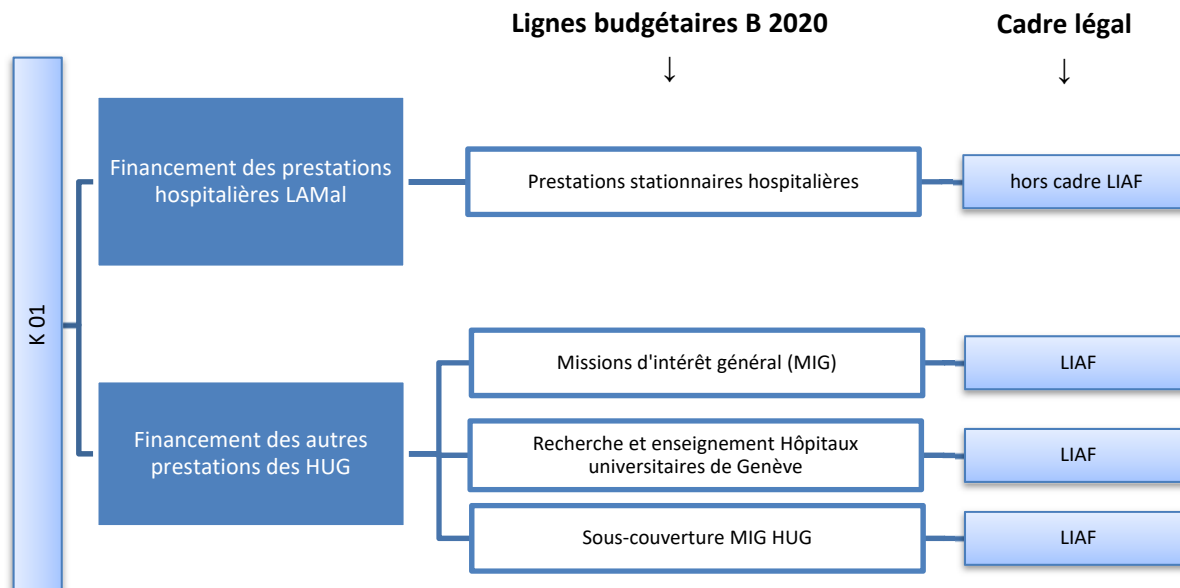 Lignes budgétaires B 2020
Cadre légal
↓
↓
K 01
Financement des prestations
hospitalières LAMal
Prestations stationnaires hospitalières
hors cadre LIAF
Financement des autres
prestations des HUG
Missions d'intérêt général (MIG)
LIAF
Recherche et enseignement Hôpitaux
universitaires de Genève
LIAF
Sous-couverture MIG HUG
LIAF